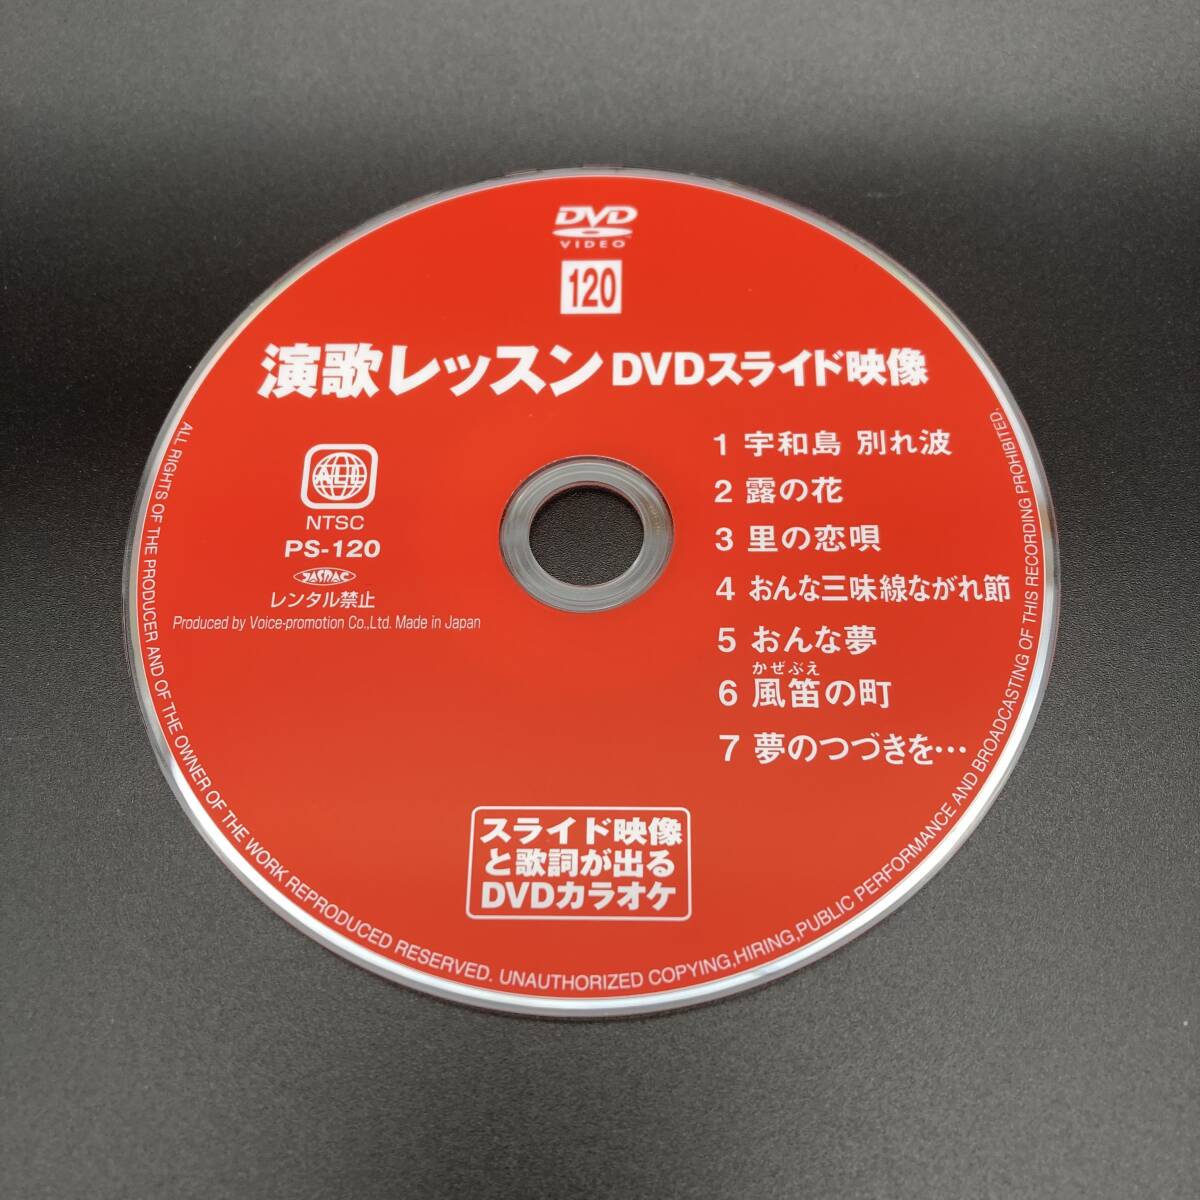 DVD
VIDEO
120
演歌レッスン DVDスライド映像
ALL
NTSC
PS-120
JASRAC
レンタル禁止
Produced by Voice-promotion Co.,Ltd. Made in Japan
1 宇和島 別れ波
2 露の花
3 里の恋唄
4 おんな三味線ながれ節
5 おんな夢
かぜぶえ
6 風笛の町
7 夢のつづきを…
スライド映像
と歌詞が出る
DVDカラオケ
ALL RIGHTS OF THE PRODUCER AND OF THE OWNER OF THE WORK REPRODUCED RESERVED. UNAUTHORIZED COPYING,HIRING,PUBLIC PERFORMANCE AND BROADCASTING OF THIS RECORDING PROHIBITED.